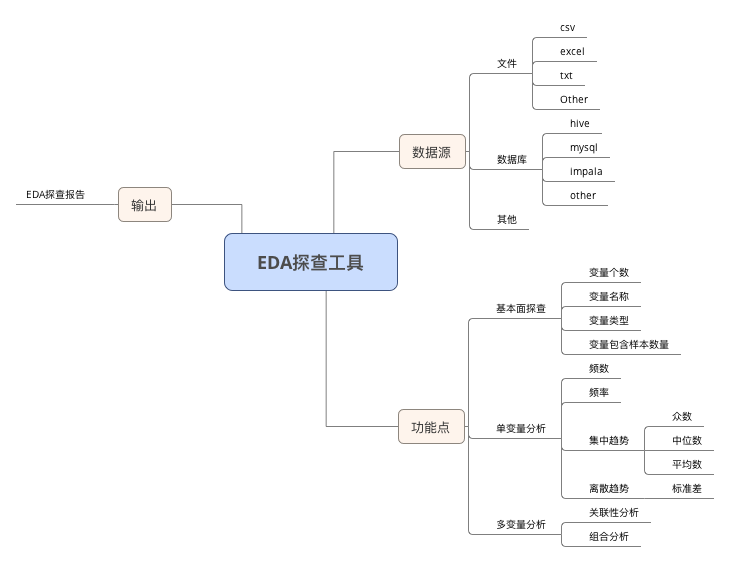 EDA探查工具
数据源
文件
csv
excel
txt
Other
数据库
hive
mysql
impala
other
其他
输出
EDA探查报告
功能点
基本面探查
变量个数
变量名称
变量类型
变量包含样本数量
单变量分析
频数
频率
集中趋势
众数
中位数
平均数
离散趋势
标准差
多变量分析
关联性分析
组合分析